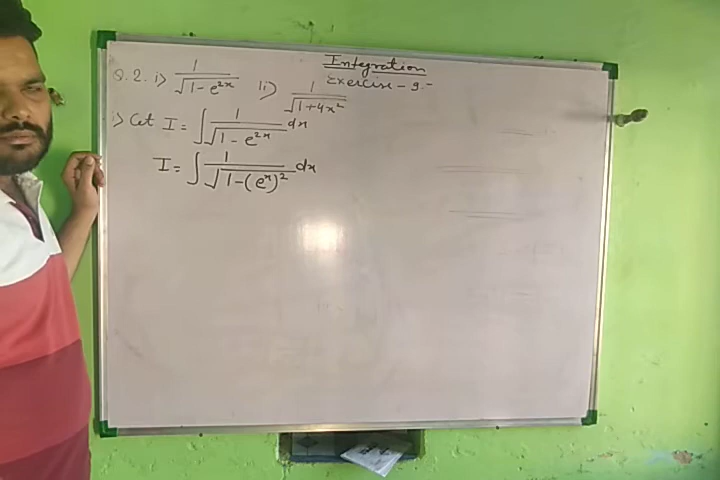 Integration
Exercise - 9.-
Q.2. i) 1/√(1-e^2x) ii) 1/√(1+4x²)
i) Let I = ∫ 1/√(1-e^2x) dx
I = ∫ 1/√(1-(e^x)²) dx